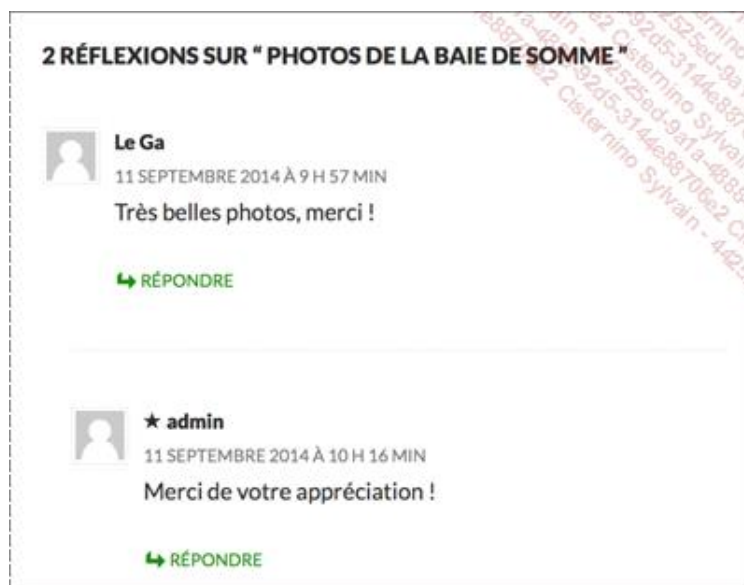 2 RÉFLEXIONS SUR “ PHOTOS DE LA BAIE DE SOMME ”
Le Ga
11 SEPTEMBRE 2014 À 9 H 57 MIN
Très belles photos, merci !
RÉPONDRE
★ admin
11 SEPTEMBRE 2014 À 10 H 16 MIN
Merci de votre appréciation !
RÉPONDRE